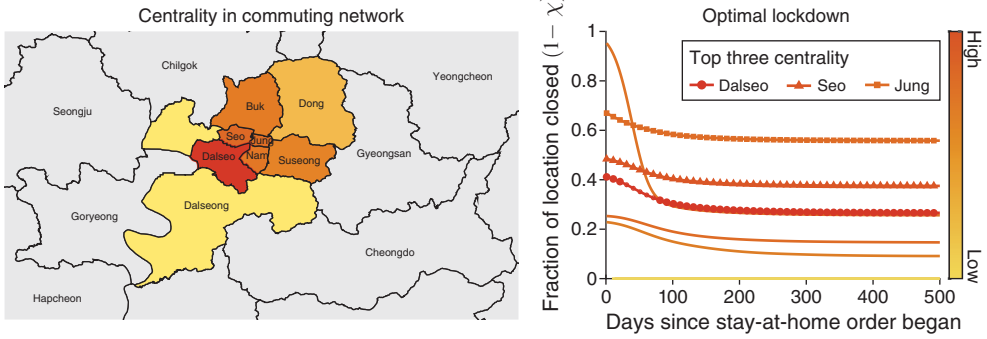 Centrality in commuting network
Chilgok
Yeongcheon
Seongju
Buk
Dong
Seo
Jung
Dalseo
Nam
Suseong
Gyeongsan
Goryeong
Dalseong
Cheongdo
Hapcheon
Optimal lockdown
Fraction of location closed (1− χ)
1
0.8
0.6
0.4
0.2
0
Top three centrality
Dalseo Seo Jung
0 100 200 300 400 500
Days since stay-at-home order began
High
Low